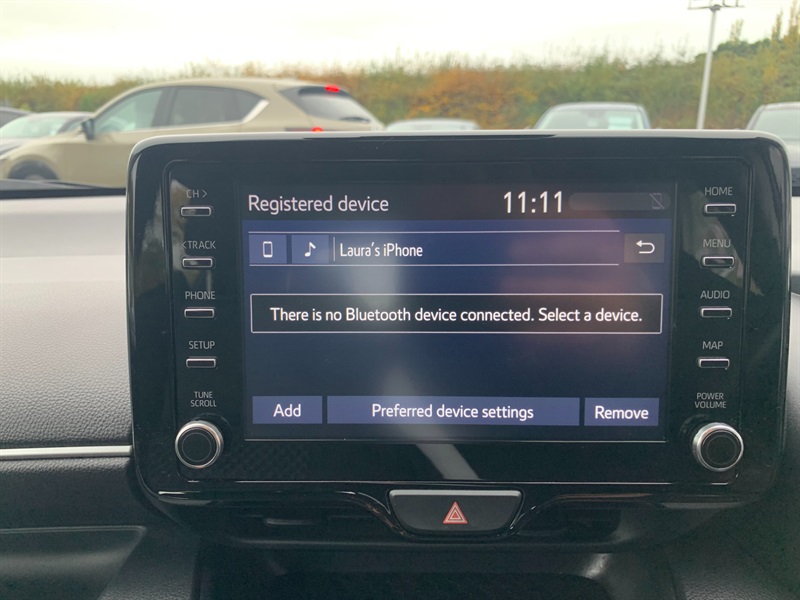 CH >
< TRACK
PHONE
SETUP
TUNE
SCROLL
Registered device
11:11
Laura's iPhone
There is no Bluetooth device connected. Select a device.
Add
Preferred device settings
Remove
HOME
MENU
AUDIO
MAP
POWER
VOLUME